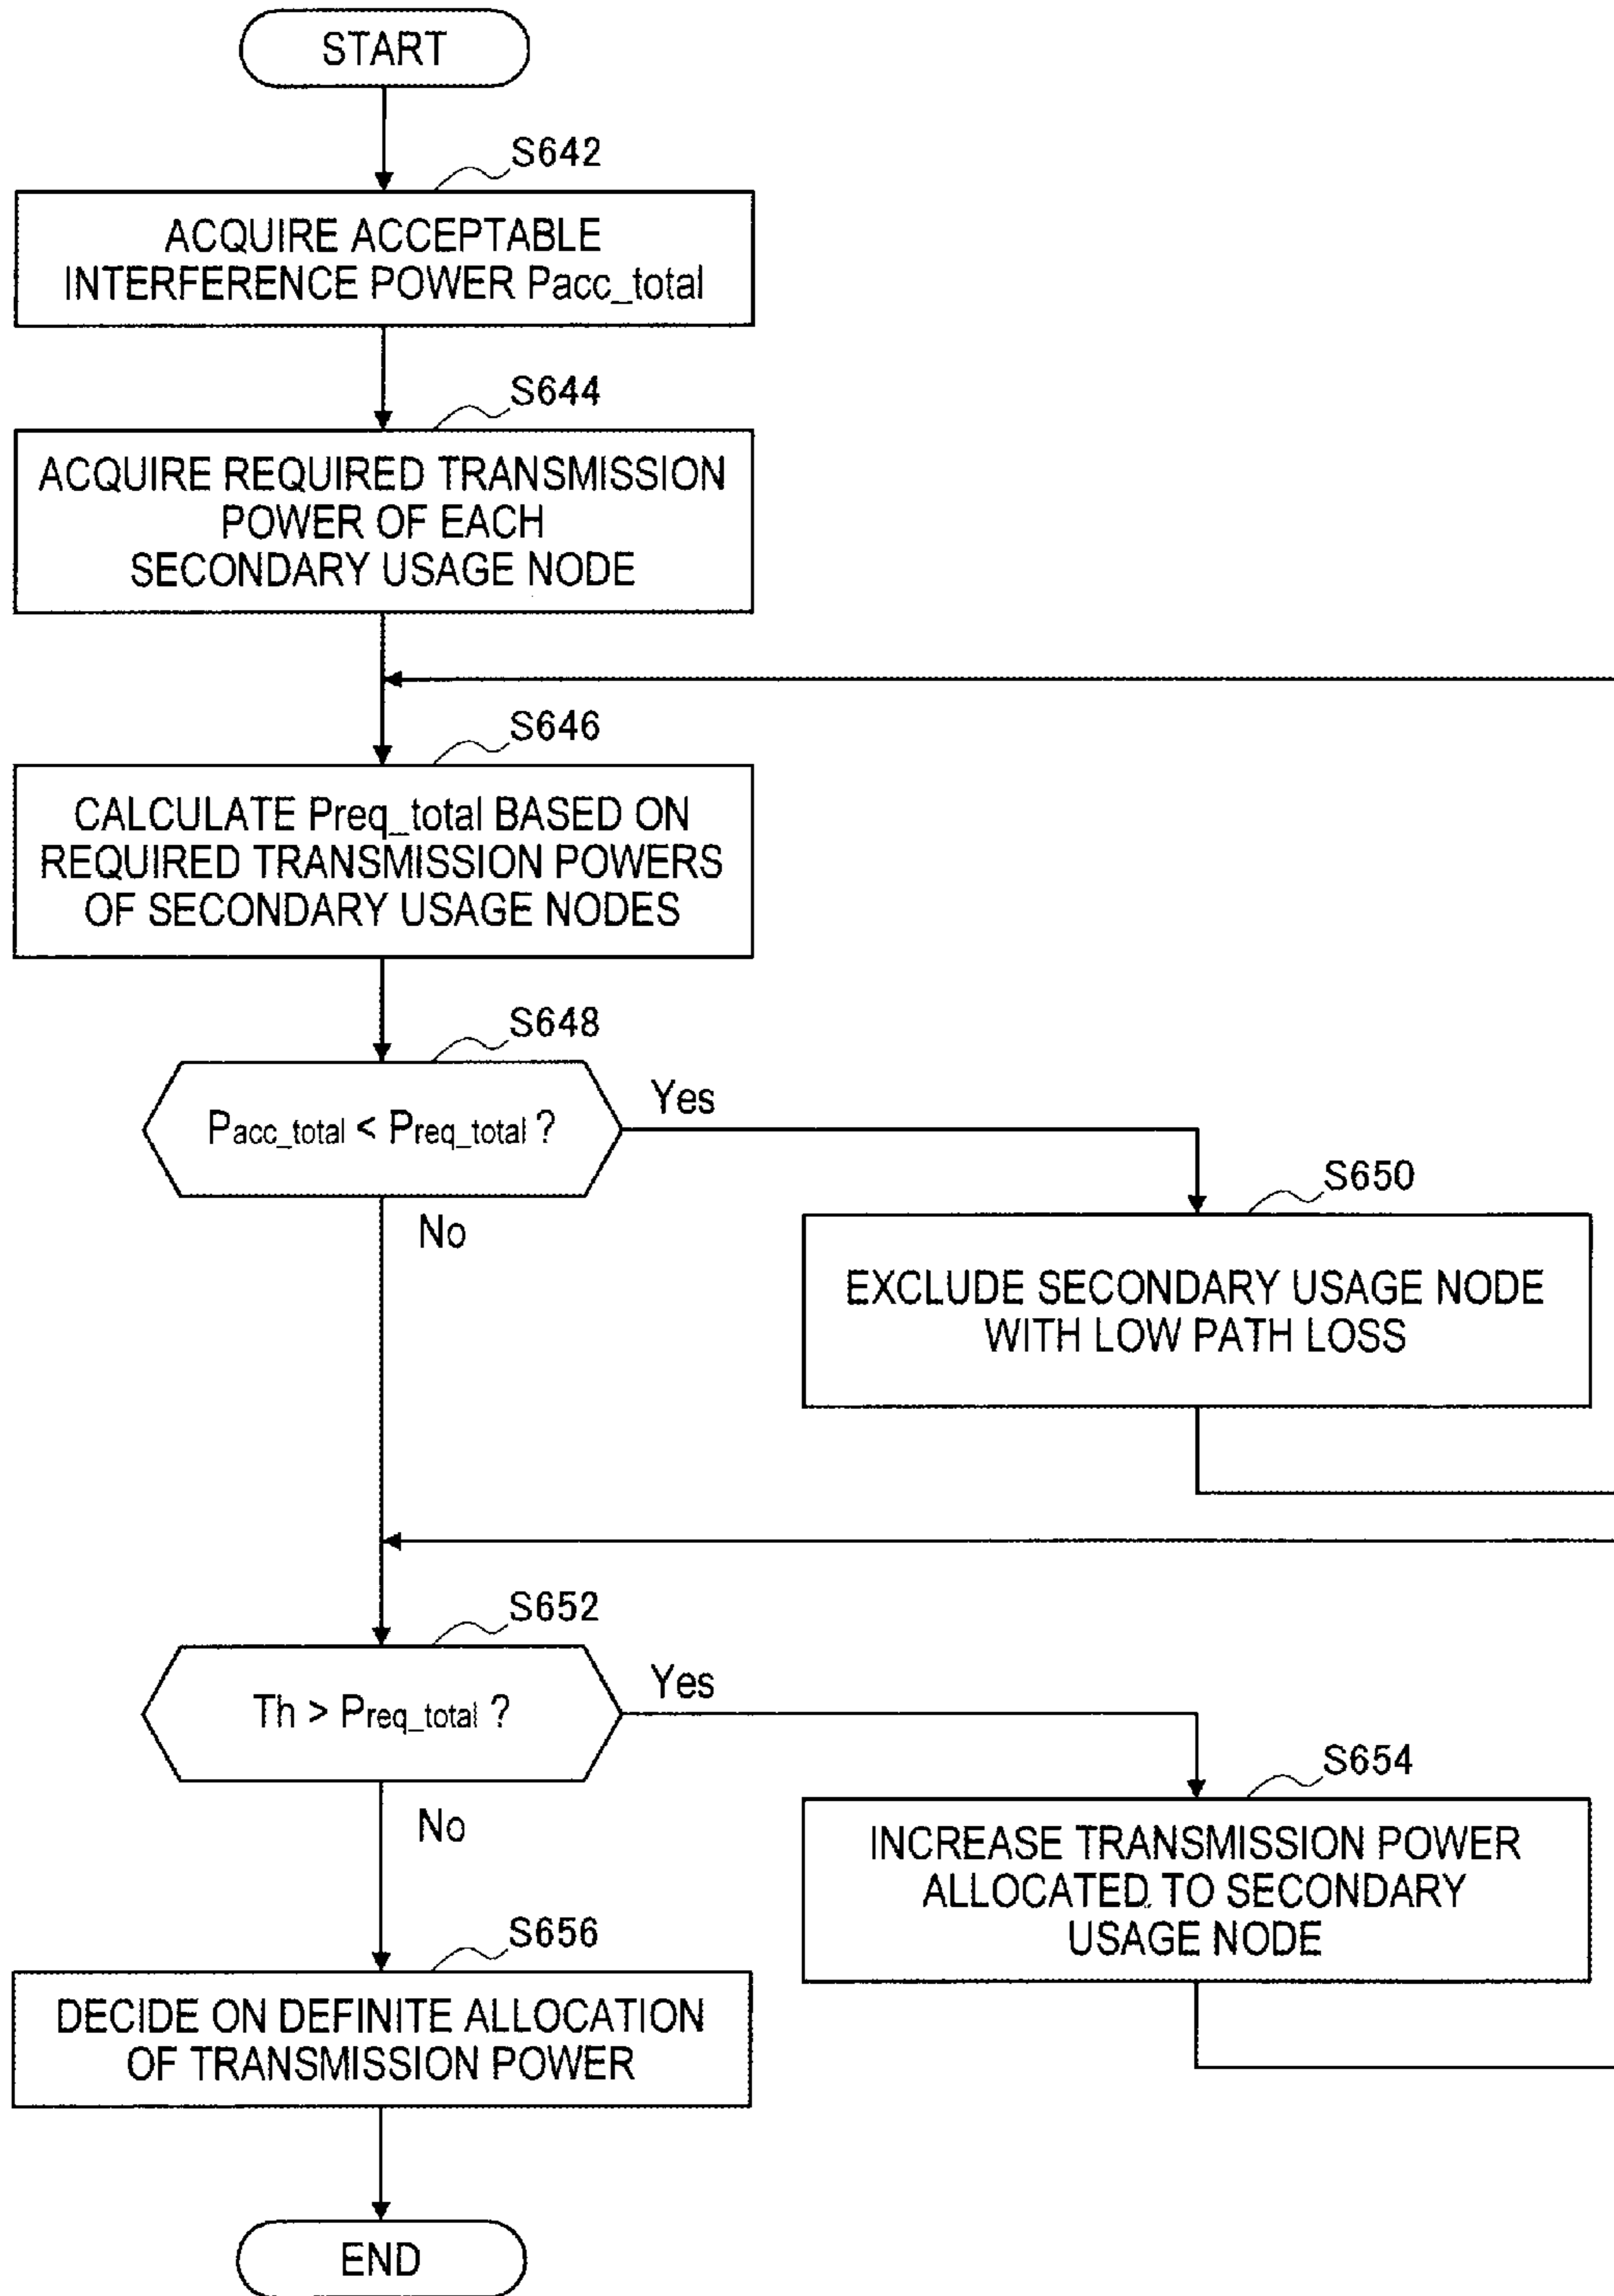 START
S642
ACQUIRE ACCEPTABLE
INTERFERENCE POWER Pacc_total
S644
ACQUIRE REQUIRED TRANSMISSION
POWER OF EACH
SECONDARY USAGE NODE
S646
CALCULATE Preq_total BASED ON
REQUIRED TRANSMISSION POWERS
OF SECONDARY USAGE NODES
S648
Pacc_total < Preq_total ?
Yes
No
S650
EXCLUDE SECONDARY USAGE NODE
WITH LOW PATH LOSS
S652
Th > Preq_total ?
Yes
No
S654
INCREASE TRANSMISSION POWER
ALLOCATED TO SECONDARY
USAGE NODE
S656
DECIDE ON DEFINITE ALLOCATION
OF TRANSMISSION POWER
END